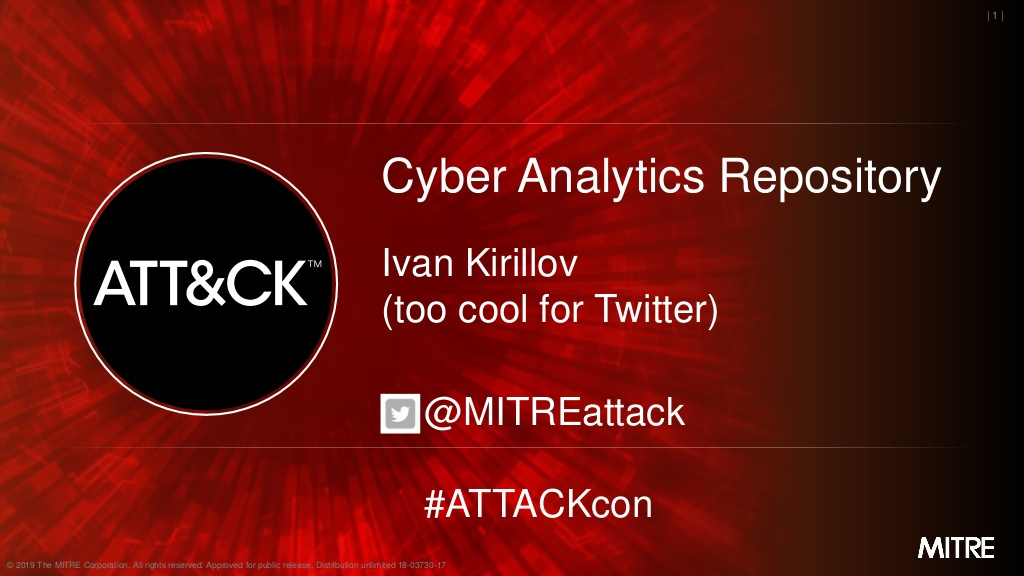 | 1 |
Cyber Analytics Repository
ATT&CK™
Ivan Kirillov
(too cool for Twitter)
@MITREattack
#ATTACKcon
MITRE
© 2019 The MITRE Corporation. All rights reserved. Approved for public release. Distribution unlimited 18-03730-17